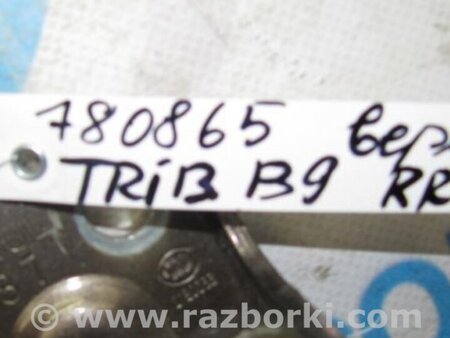 780865 вер
TRiB B9 RR
www.razborki.com